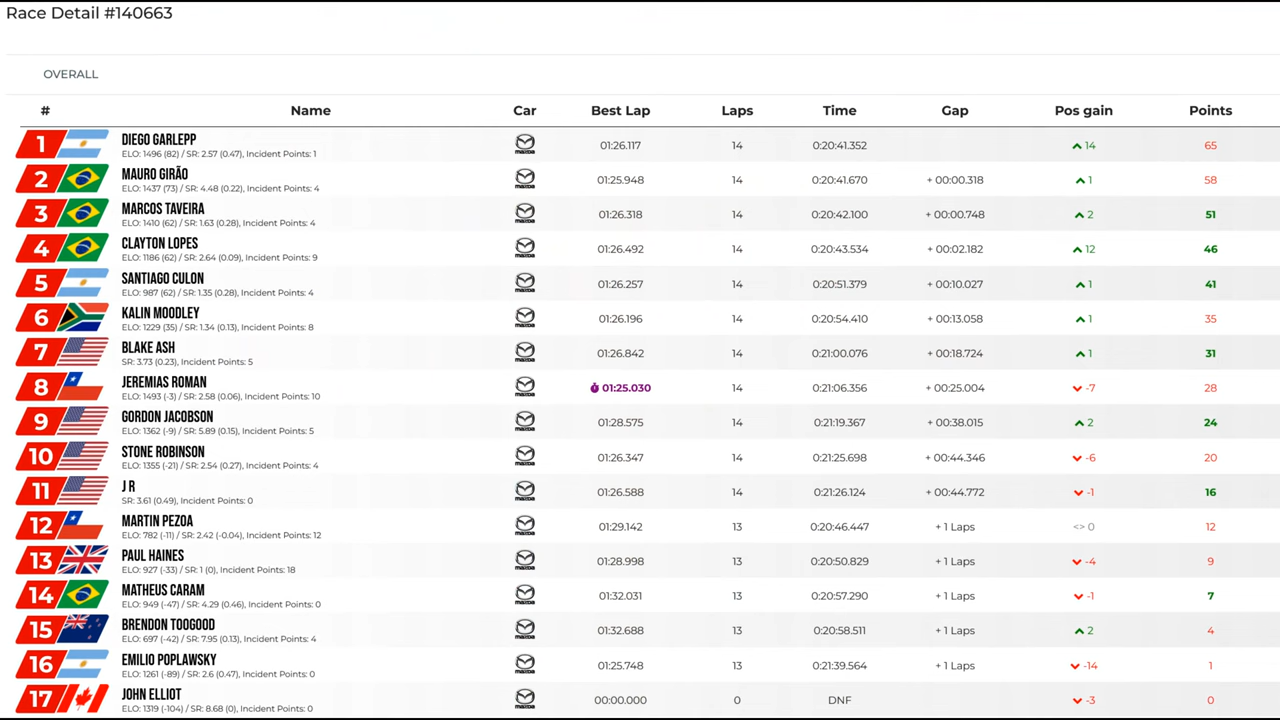 Race Detail #140663
OVERALL
# Name Car Best Lap Laps Time Gap Pos gain Points
1 DIEGO GARLEPP mazda 01:26.117 14 0:20:41.352 14 65
ELO: 1496 (82) / SR: 2.57 (0.47), Incident Points: 1
2 MAURO GIRÃO mazda 01:25.948 14 0:20:41.670 + 00:00.318 1 58
ELO: 1437 (73) / SR: 4.48 (0.22), Incident Points: 4
3 MARCOS TAVEIRA mazda 01:26.318 14 0:20:42.100 + 00:00.748 2 51
ELO: 1410 (62) / SR: 1.63 (0.28), Incident Points: 4
4 CLAYTON LOPES mazda 01:26.492 14 0:20:43.534 + 00:02.182 12 46
ELO: 1186 (62) / SR: 2.64 (0.09), Incident Points: 9
5 SANTIAGO CULON mazda 01:26.257 14 0:20:51.379 + 00:10.027 1 41
ELO: 987 (62) / SR: 1.35 (0.28), Incident Points: 4
6 KALIN MOODLEY mazda 01:26.196 14 0:20:54.410 + 00:13.058 1 35
ELO: 1229 (35) / SR: 1.34 (0.13), Incident Points: 8
7 BLAKE ASH mazda 01:26.842 14 0:21:00.076 + 00:18.724 1 31
SR: 3.73 (0.23), Incident Points: 5
8 JEREMIAS ROMAN mazda 01:25.030 14 0:21:06.356 + 00:25.004 -7 28
ELO: 1493 (-3) / SR: 2.58 (0.06), Incident Points: 10
9 GORDON JACOBSON mazda 01:28.575 14 0:21:19.367 + 00:38.015 2 24
ELO: 1362 (-9) / SR: 5.89 (0.15), Incident Points: 5
10 STONE ROBINSON mazda 01:26.347 14 0:21:25.698 + 00:44.346 -6 20
ELO: 1355 (-21) / SR: 2.54 (0.27), Incident Points: 4
11 J R mazda 01:26.588 14 0:21:26.124 + 00:44.772 -1 16
SR: 3.61 (0.49), Incident Points: 0
12 MARTIN PEZOA mazda 01:29.142 13 0:20:46.447 + 1 Laps <> 0 12
ELO: 782 (-11) / SR: 2.42 (-0.04), Incident Points: 12
13 PAUL HAINES mazda 01:28.998 13 0:20:50.829 + 1 Laps -4 9
ELO: 927 (-33) / SR: 1 (0), Incident Points: 18
14 MATHEUS CARAM mazda 01:32.031 13 0:20:57.290 + 1 Laps -1 7
ELO: 949 (-47) / SR: 4.29 (0.46), Incident Points: 0
15 BRENDON TOOGOOD mazda 01:32.688 13 0:20:58.511 + 1 Laps 2 4
ELO: 697 (-42) / SR: 7.95 (0.13), Incident Points: 4
16 EMILIO POPLAWSKY mazda 01:25.748 13 0:21:39.564 + 1 Laps -14 1
ELO: 1261 (-89) / SR: 2.6 (0.47), Incident Points: 0
17 JOHN ELLIOT mazda 00:00.000 0 DNF -3 0
ELO: 1319 (-104) / SR: 8.68 (0), Incident Points: 0